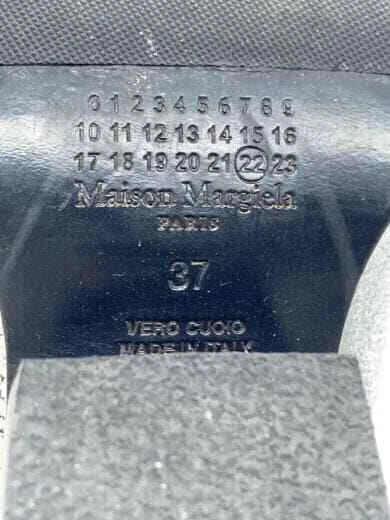 0 1 2 3 4 5 6 7 8 9
10 11 12 13 14 15 16
17 18 19 20 21 22 23
Maison Margiela
PARIS
37
VERO CUOIO
MADE IN ITALY